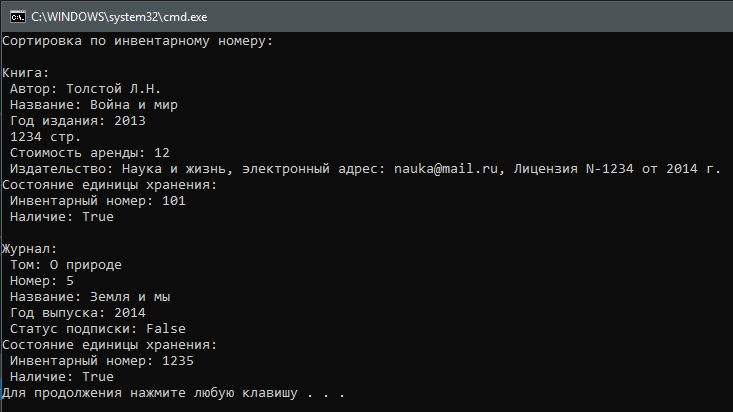 C:\WINDOWS\system32\cmd.exe
Сортировка по инвентарному номеру:
Книга:
Автор: Толстой Л.Н.
Название: Война и мир
Год издания: 2013
1234 стр.
Стоимость аренды: 12
Издательство: Наука и жизнь, электронный адрес: nauka@mail.ru, Лицензия N-1234 от 2014 г.
Состояние единицы хранения:
Инвентарный номер: 101
Наличие: True
Журнал:
Том: О природе
Номер: 5
Название: Земля и мы
Год выпуска: 2014
Статус подписки: False
Состояние единицы хранения:
Инвентарный номер: 1235
Наличие: True
Для продолжения нажмите любую клавишу . . .